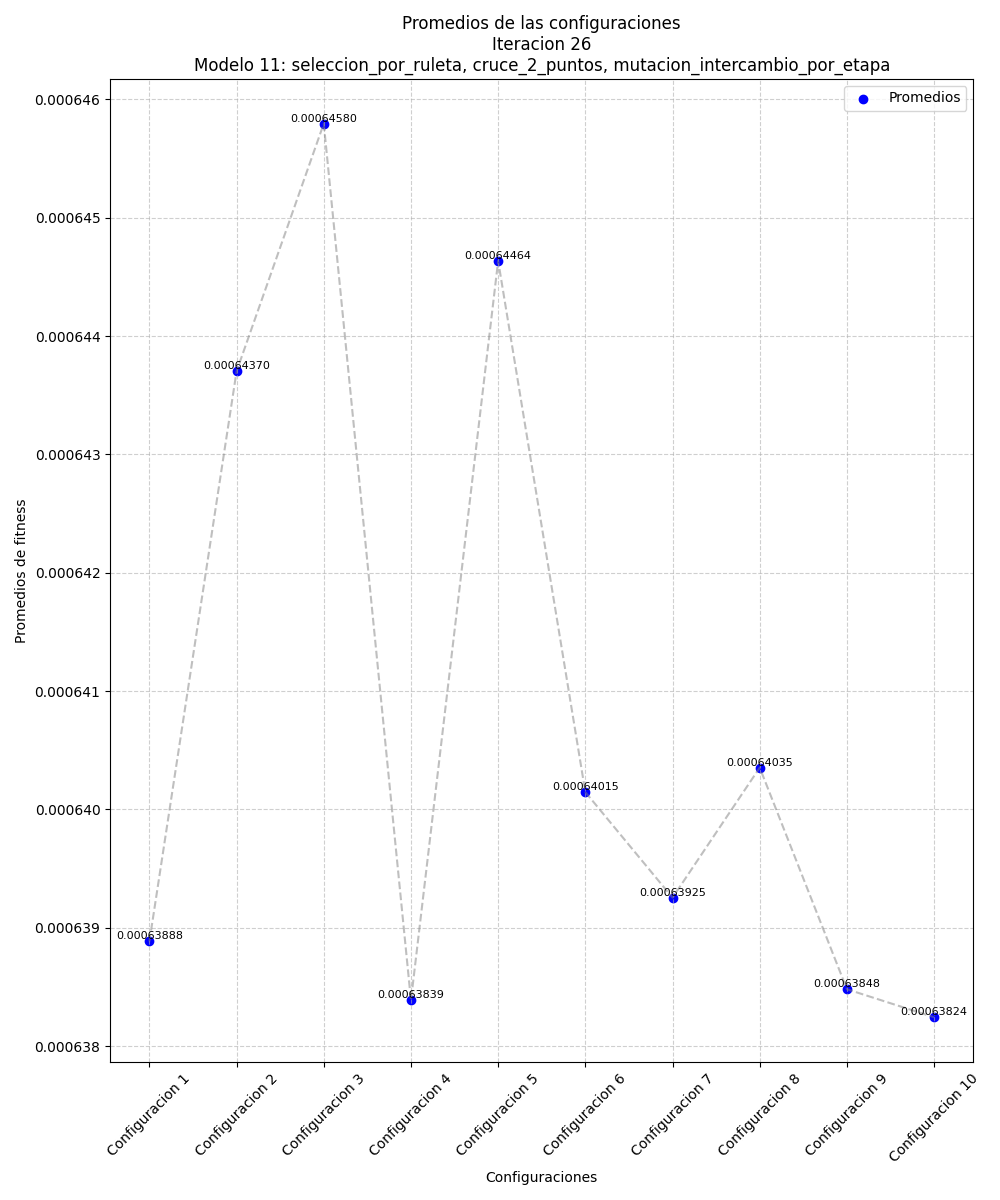 Promedios de las configuraciones
Iteracion 26
Modelo 11: seleccion_por_ruleta, cruce_2_puntos, mutacion_intercambio_por_etapa
Promedios
0.000646
0.000645
0.000644
0.000643
0.000642
0.000641
0.000640
0.000639
0.000638
Promedios de fitness
0.00063888
0.00064370
0.00064580
0.00063839
0.00064464
0.00064015
0.00063925
0.00064035
0.00063848
0.00063824
Configuracion 1
Configuracion 2
Configuracion 3
Configuracion 4
Configuracion 5
Configuracion 6
Configuracion 7
Configuracion 8
Configuracion 9
Configuracion 10
Configuraciones